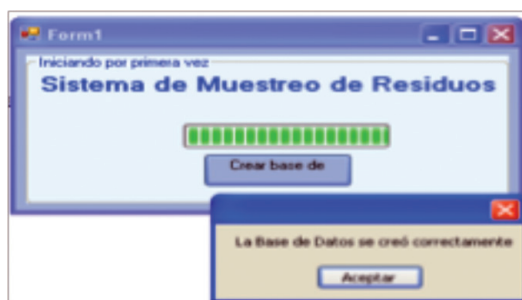 Form1
Iniciando por primera vez
Sistema de Muestreo de Residuos
Crear base de
La Base de Datos se creó correctamente
Aceptar